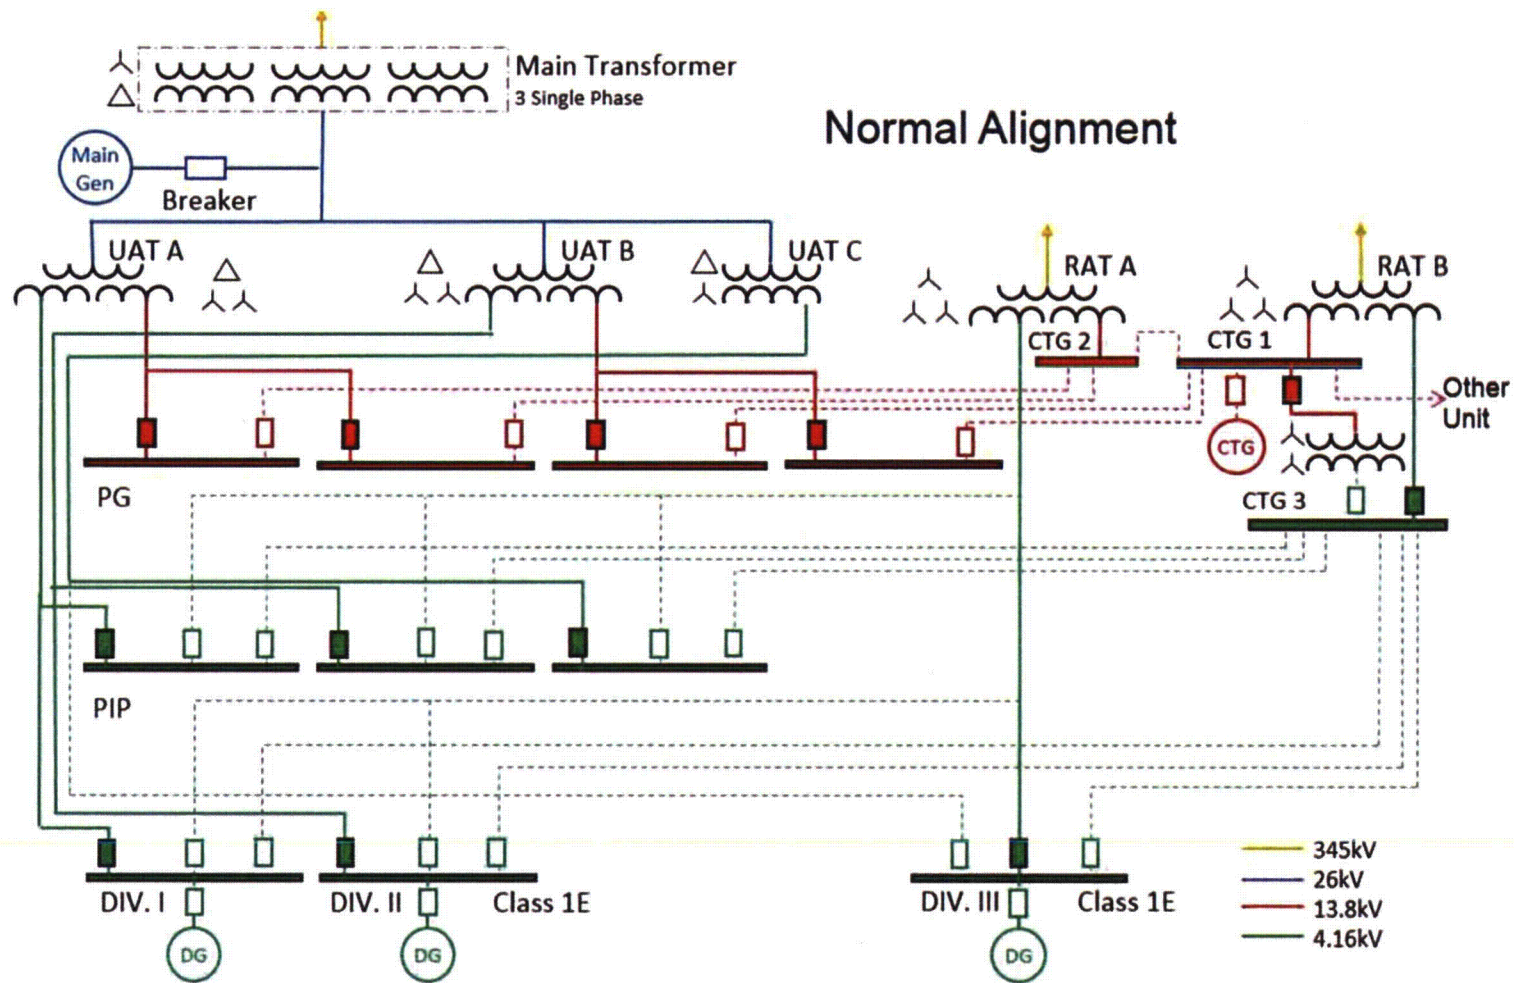 Main Transformer
3 Single Phase
Normal Alignment
Main
Gen
Breaker
UAT A
UAT B
UAT C
RAT A
RAT B
CTG 2
CTG 1
Other
Unit
CTG
PG
CTG 3
PIP
345kV
26kV
13.8kV
4.16kV
DIV. I
DIV. II
Class 1E
DIV. III
Class 1E
DG
DG
DG